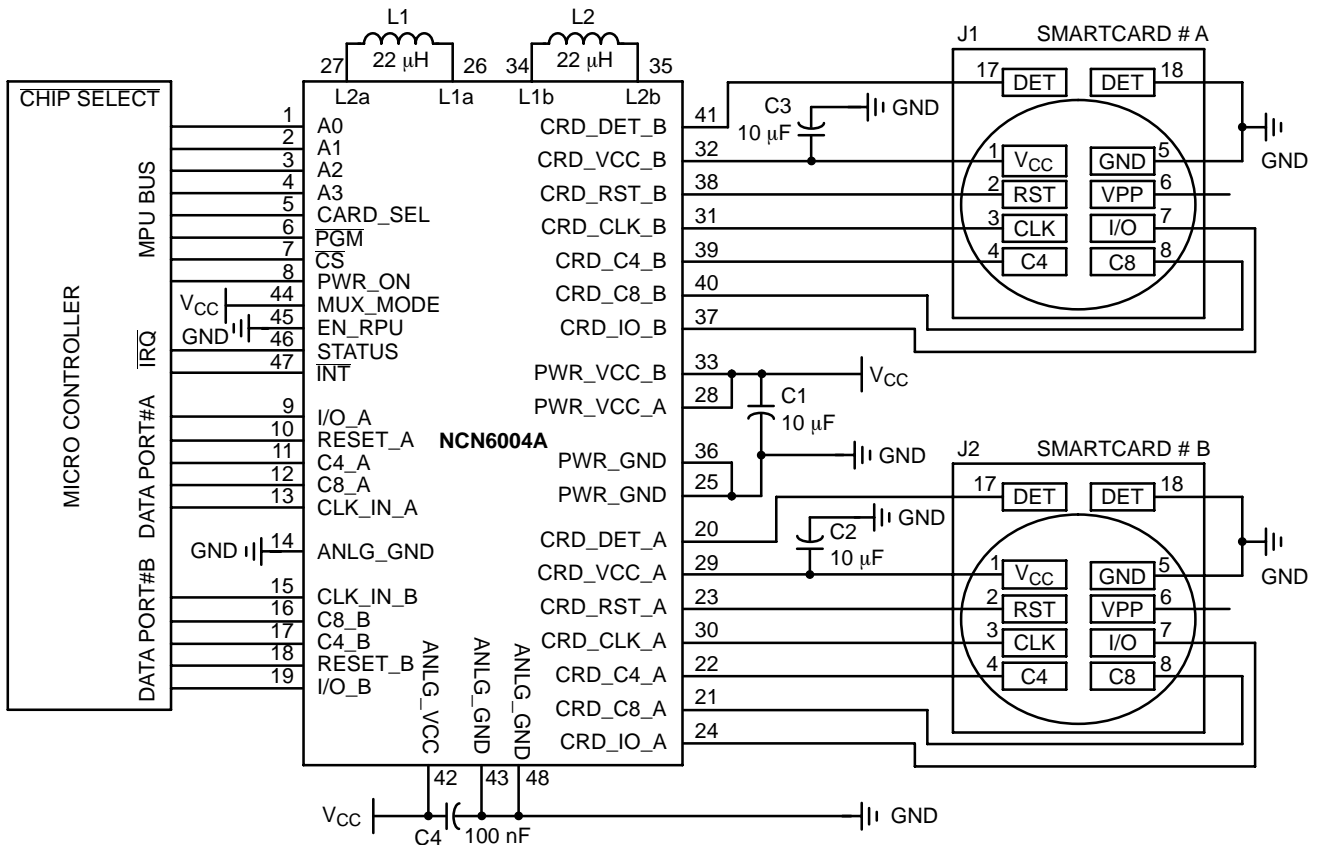 L1
22 μH
L2
22 μH
27
26
34
35
L2a
L1a
L1b
L2b
CHIP SELECT
MPU BUS
MICRO CONTROLLER
IRQ
DATA PORT#A
DATA PORT#B
1 A0
2 A1
3 A2
4 A3
5 CARD_SEL
6 PGM
7 CS
8 PWR_ON
VCC 44 MUX_MODE
GND 45 EN_RPU
46 STATUS
47 INT
9 I/O_A
10 RESET_A
11 C4_A
12 C8_A
13 CLK_IN_A
GND 14 ANLG_GND
15 CLK_IN_B
16 C8_B
17 C4_B
18 RESET_B
19 I/O_B
NCN6004A
CRD_DET_B 41
CRD_VCC_B 32
CRD_RST_B 38
CRD_CLK_B 31
CRD_C4_B 39
CRD_C8_B 40
CRD_IO_B 37
PWR_VCC_B 33
PWR_VCC_A 28
PWR_GND 36
PWR_GND 25
CRD_DET_A 20
CRD_VCC_A 29
CRD_RST_A 23
CRD_CLK_A 30
CRD_C4_A 22
CRD_C8_A 21
CRD_IO_A 24
ANLG_VCC
ANLG_GND
ANLG_GND
42
43
48
VCC
C4
100 nF
GND
C3
10 μF
GND
VCC
C1
10 μF
GND
C2
10 μF
GND
J1
SMARTCARD # A
17 DET
DET 18
1 VCC
GND 5
2 RST
VPP 6
3 CLK
I/O 7
4 C4
C8 8
GND
J2
SMARTCARD # B
17 DET
DET 18
1 VCC
GND 5
2 RST
VPP 6
3 CLK
I/O 7
4 C4
C8 8
GND